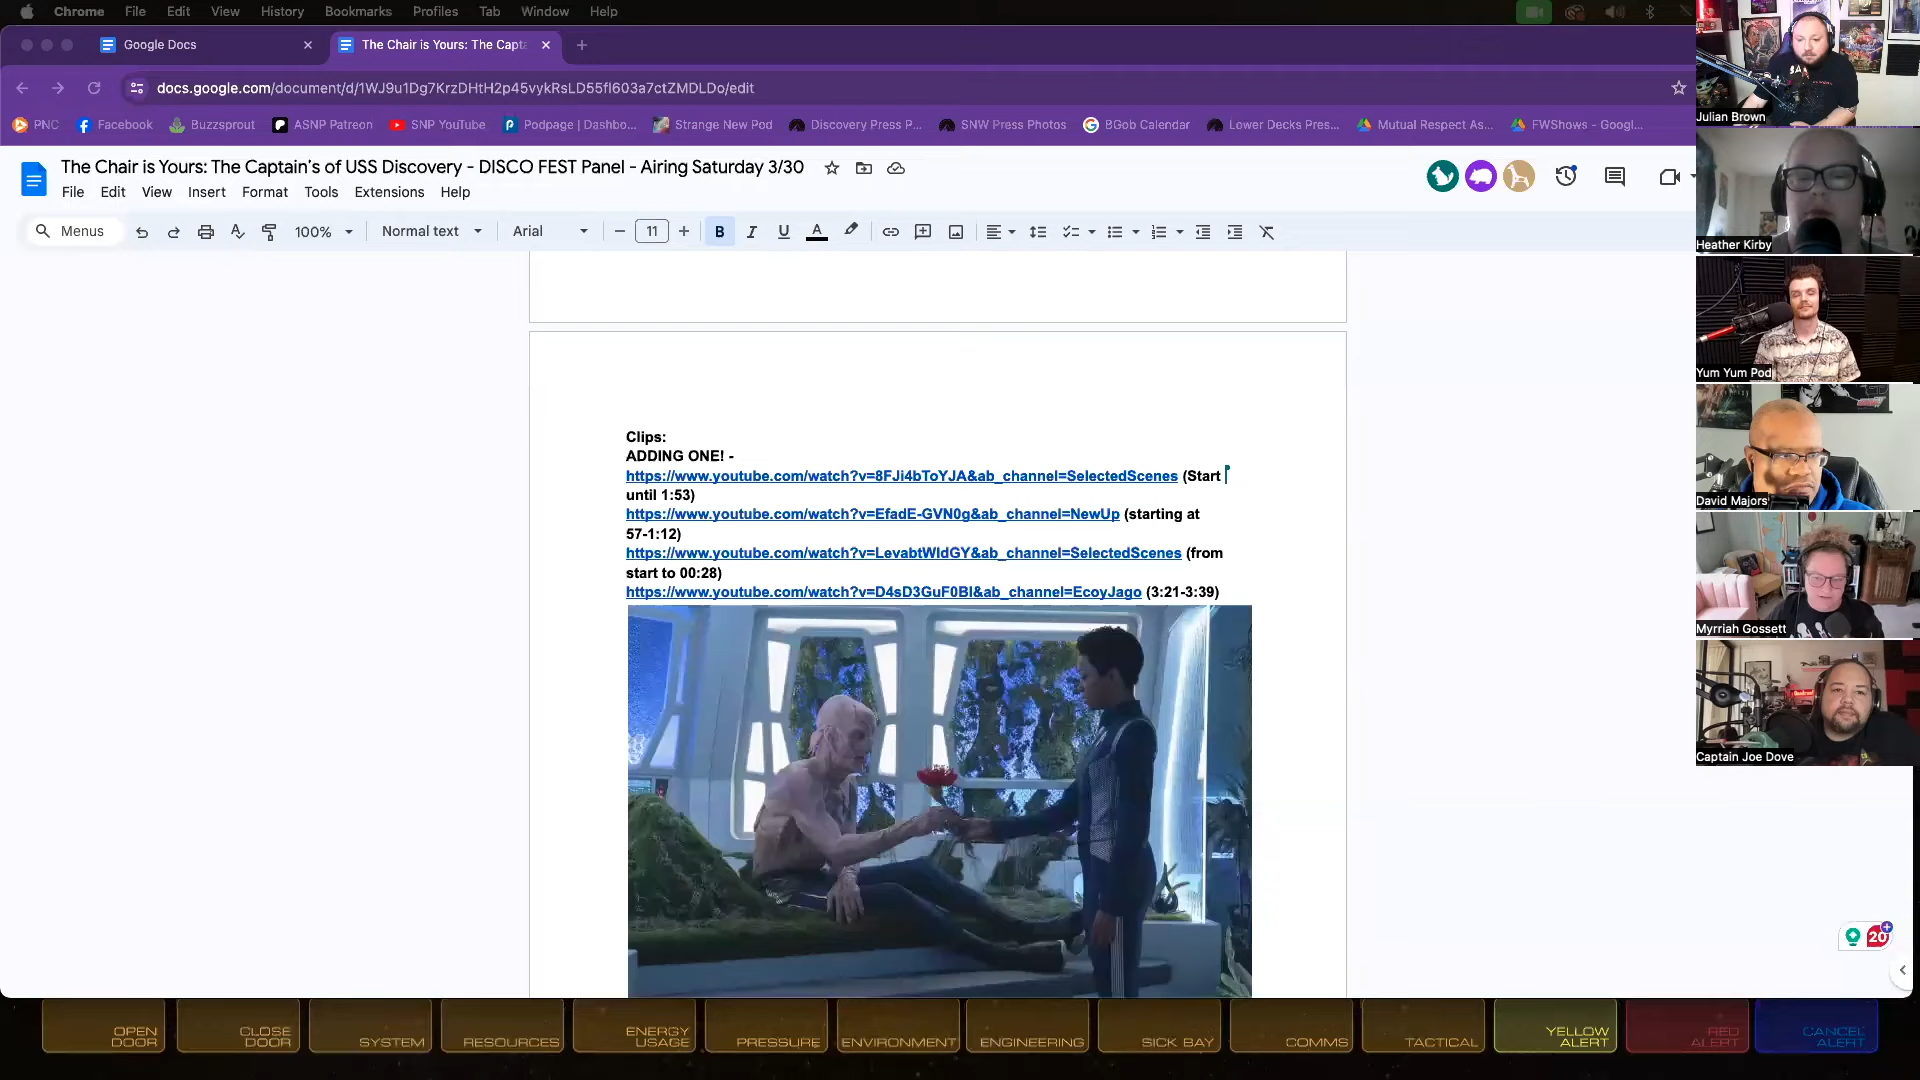 Chrome File Edit View History Bookmarks Profiles Tab Window Help
Google Docs
The Chair is Yours: The Capta
docs.google.com/document/d/1WJ9u1Dg7KrzDHtH2p45vykRsLD55fI603a7ctZMDLDo/edit
PNC Facebook Buzzsprout ASNP Patreon SNP YouTube Podpage | Dashbo... Strange New Pod Discovery Press P... SNW Press Photos BGob Calendar Lower Decks Pres... Mutual Respect As... FWShows - Googl...
The Chair is Yours: The Captain's of USS Discovery - DISCO FEST Panel - Airing Saturday 3/30
File Edit View Insert Format Tools Extensions Help
Menus 100% Normal text Arial 11 B I U A
Clips:
ADDING ONE! -
https://www.youtube.com/watch?v=8FJi4bToYJA&ab_channel=SelectedScenes (Start
until 1:53)
https://www.youtube.com/watch?v=EfadE-GVN0g&ab_channel=NewUp (starting at
57-1:12)
https://www.youtube.com/watch?v=LevabtWIdGY&ab_channel=SelectedScenes (from
start to 00:28)
https://www.youtube.com/watch?v=D4sD3GuF0BI&ab_channel=EcoyJago (3:21-3:39)
Julian Brown
Heather Kirby
Yum Yum Pod
David Majors
Myrriah Gossett
Captain Joe Dove
20
OPEN
DOOR
CLOSE
DOOR
SYSTEM
RESOURCES
ENERGY
USAGE
PRESSURE
ENVIRONMENT
ENGINEERING
SICK BAY
COMMS
TACTICAL
YELLOW
ALERT
RED
ALERT
CANCEL
ALERT